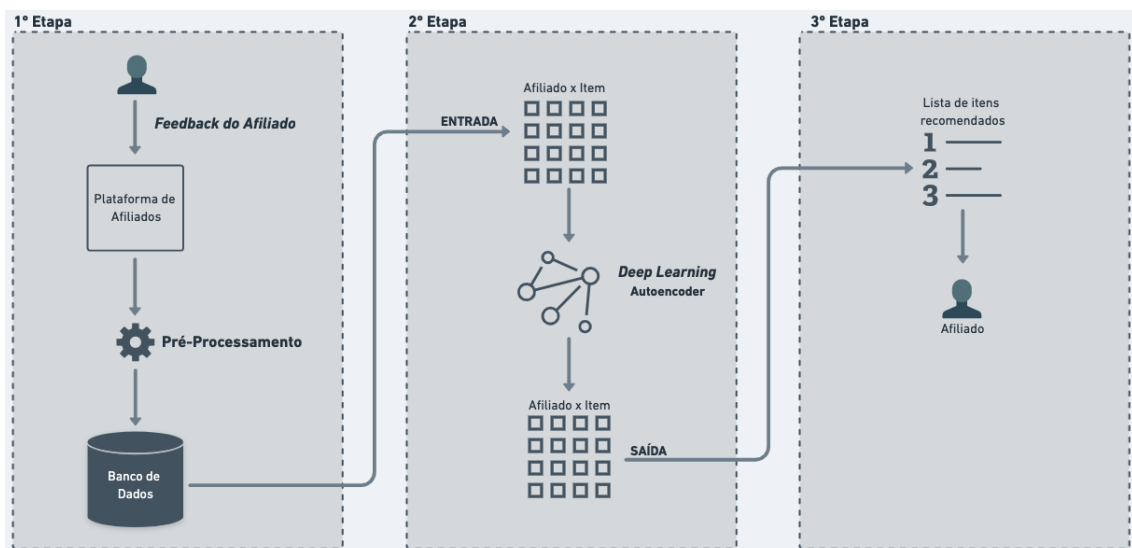 1° Etapa
Feedback do Afiliado
Plataforma de
Afiliados
Pré-Processamento
Banco de
Dados
2° Etapa
ENTRADA
Afiliado x Item
Deep Learning
Autoencoder
Afiliado x Item
SAÍDA
3° Etapa
Lista de itens
recomendados
1
2
3
Afiliado